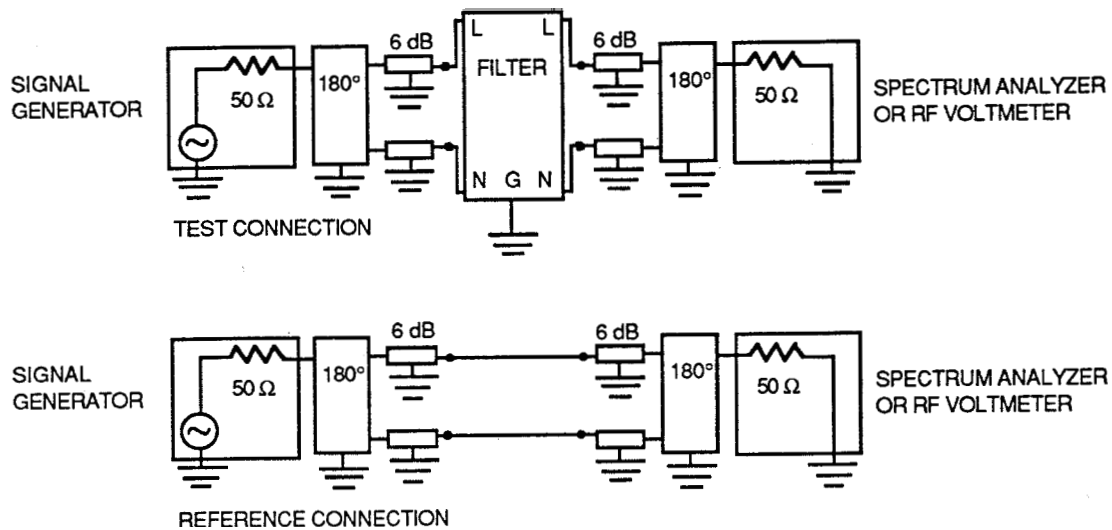 6 dB
L L
6 dB
FILTER
SIGNAL
GENERATOR
50 Ω
180°
180°
50 Ω
SPECTRUM ANALYZER
OR RF VOLTMETER
N G N
TEST CONNECTION
6 dB
6 dB
SIGNAL
GENERATOR
50 Ω
180°
180°
50 Ω
SPECTRUM ANALYZER
OR RF VOLTMETER
REFERENCE CONNECTION